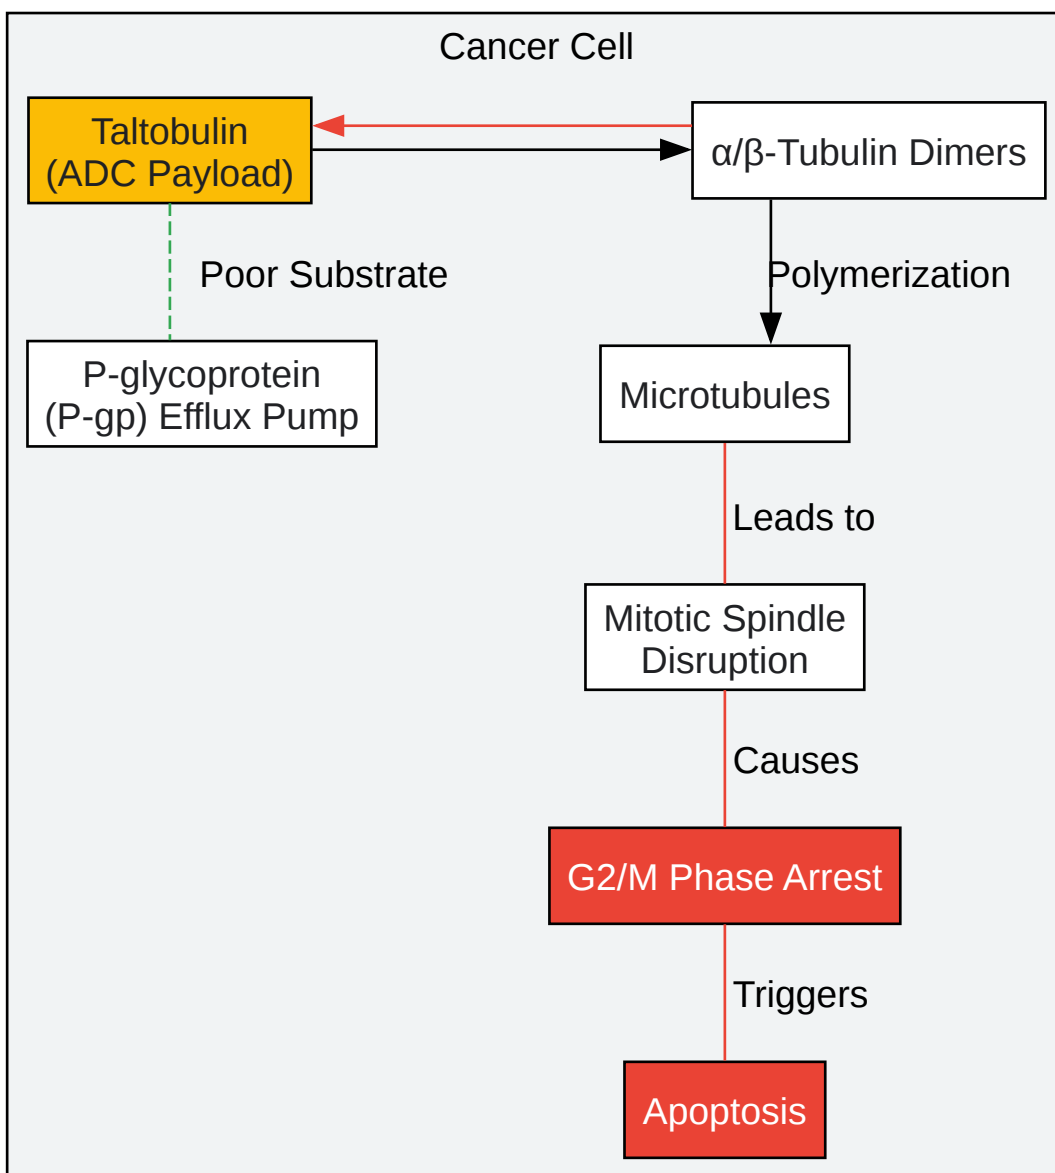 Cancer Cell
Taltobulin
(ADC Payload)
α/β-Tubulin Dimers
Poor Substrate
Polymerization
P-glycoprotein
(P-gp) Efflux Pump
Microtubules
Leads to
Mitotic Spindle
Disruption
Causes
G2/M Phase Arrest
Triggers
Apoptosis